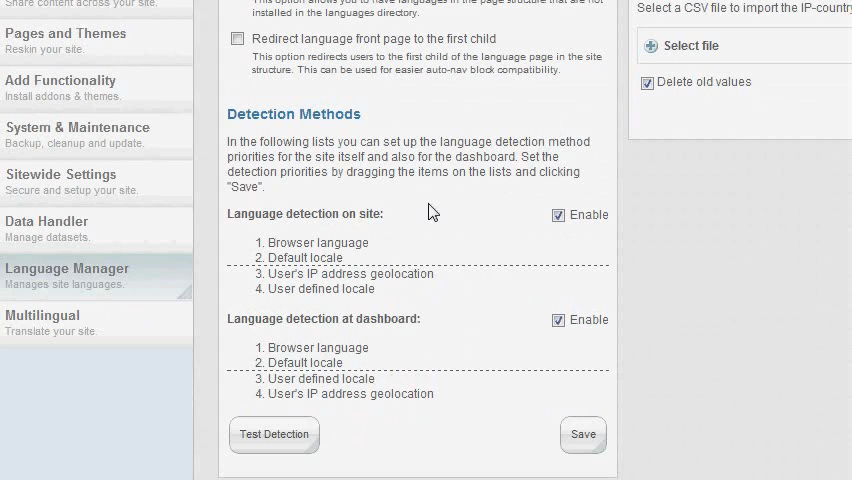 Share content across your site.
Pages and Themes
Reskin your site.
Add Functionality
Install addons & themes.
System & Maintenance
Backup, cleanup and update.
Sitewide Settings
Secure and setup your site.
Data Handler
Manage datasets.
Language Manager
Manages site languages.
Multilingual
Translate your site.
This option allows you to have languages in the page structure that are not
installed in the languages directory.
Redirect language front page to the first child
This option redirects users to the first child of the language page in the site
structure. This can be used for easier auto-nav block compatibility.
Detection Methods
In the following lists you can set up the language detection method
priorities for the site itself and also for the dashboard. Set the
detection priorities by dragging the items on the lists and clicking
"Save".
Language detection on site:
Enable
1. Browser language
2. Default locale
3. User's IP address geolocation
4. User defined locale
Language detection at dashboard:
Enable
1. Browser language
2. Default locale
3. User defined locale
4. User's IP address geolocation
Test Detection
Save
Select a CSV file to import the IP-country
Select file
Delete old values